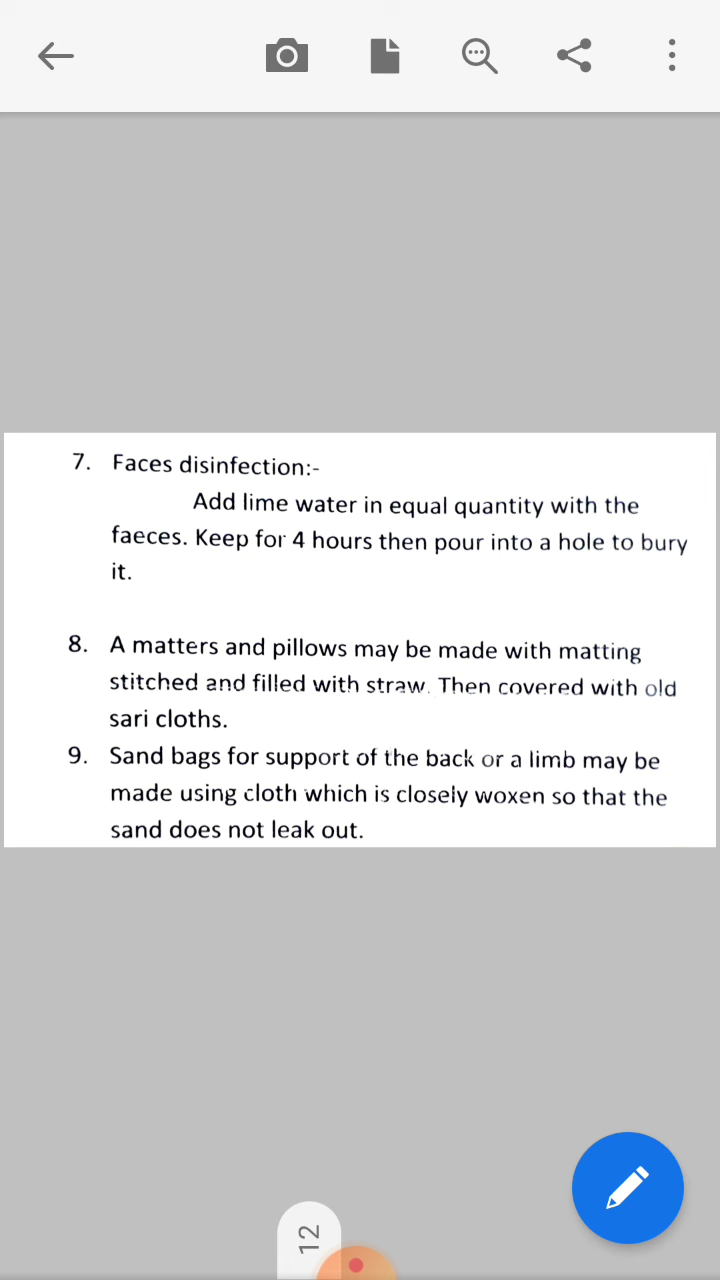 7. Faces disinfection:-
Add lime water in equal quantity with the
faeces. Keep for 4 hours then pour into a hole to bury
it.
8. A matters and pillows may be made with matting
stitched and filled with straw. Then covered with old
sari cloths.
9. Sand bags for support of the back or a limb may be
made using cloth which is closely woxen so that the
sand does not leak out.
12